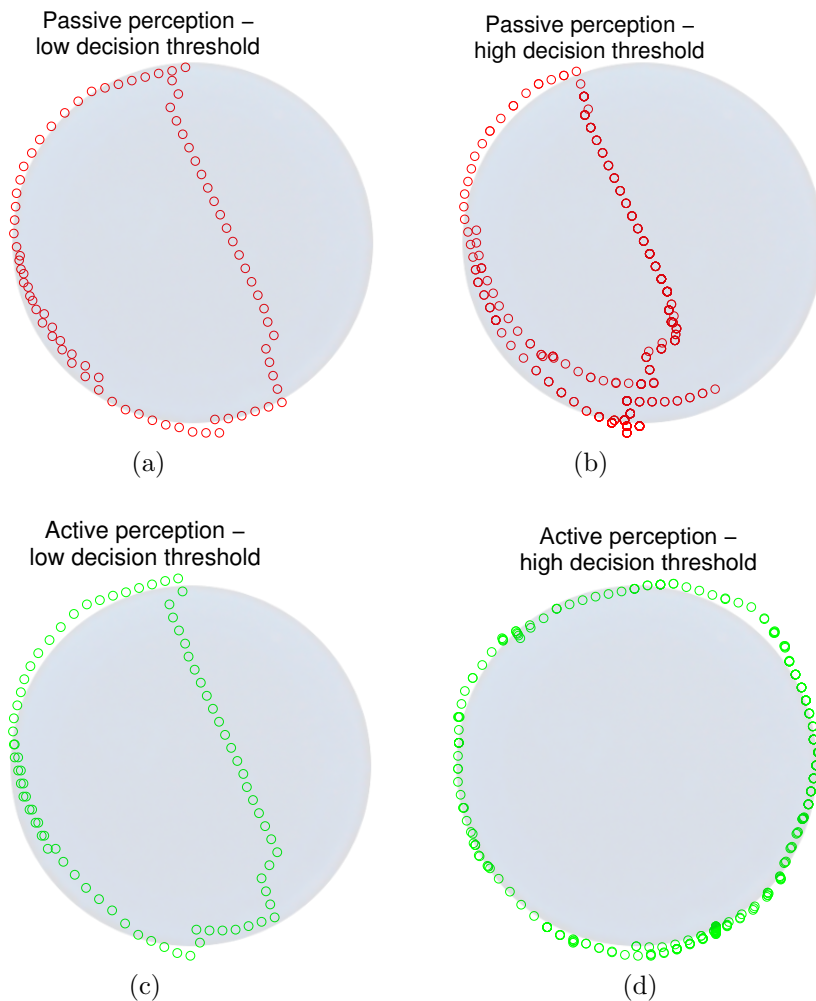 Passive perception –
low decision threshold
Passive perception –
high decision threshold
(a)
(b)
Active perception –
low decision threshold
Active perception –
high decision threshold
(c)
(d)